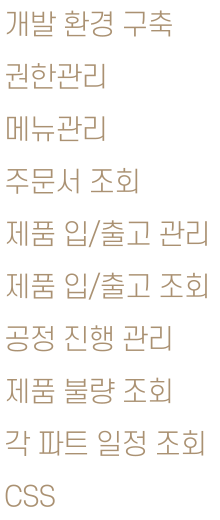 개발 환경 구축
권한관리
메뉴관리
주문서 조회
제품 입/출고 관리
제품 입/출고 조회
공정 진행 관리
제품 불량 조회
각 파트 일정 조회
CSS